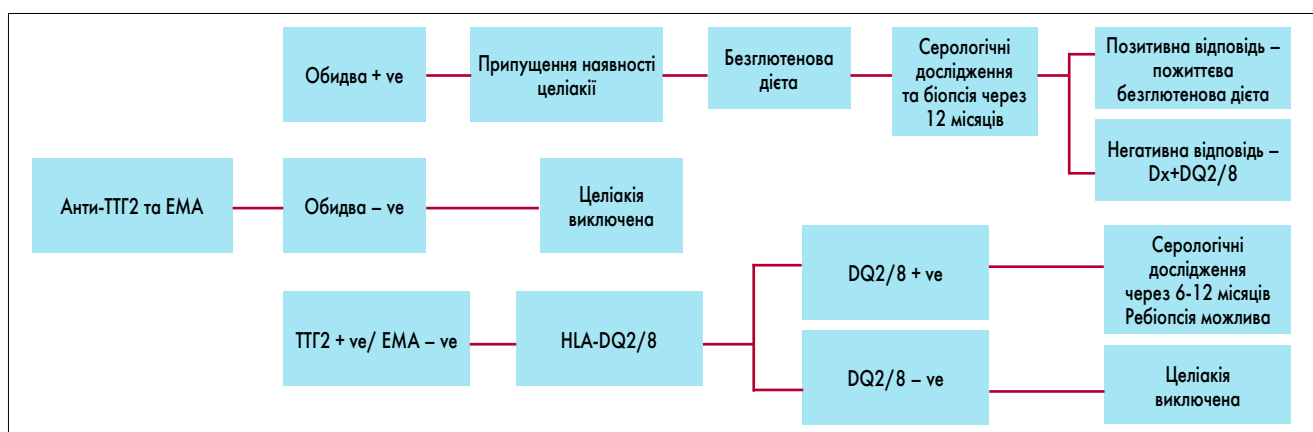 Обидва + ve
Припущення наявності
целіакії
Безглютенова
дієта
Серологічні
дослідження
та біопсія через
12 місяців
Позитивна відповідь –
пожиттєва
безглютенова дієта
Негативна відповідь –
Dx+DQ2/8
Анти-ТТГ2 та ЕМА
Обидва – ve
Целіакія
виключена
ТТГ2 + ve/ ЕМА – ve
HLA-DQ2/8
DQ2/8 + ve
Серологічні
дослідження
через 6-12 місяців
Ребіопсія можлива
DQ2/8 – ve
Целіакія
виключена